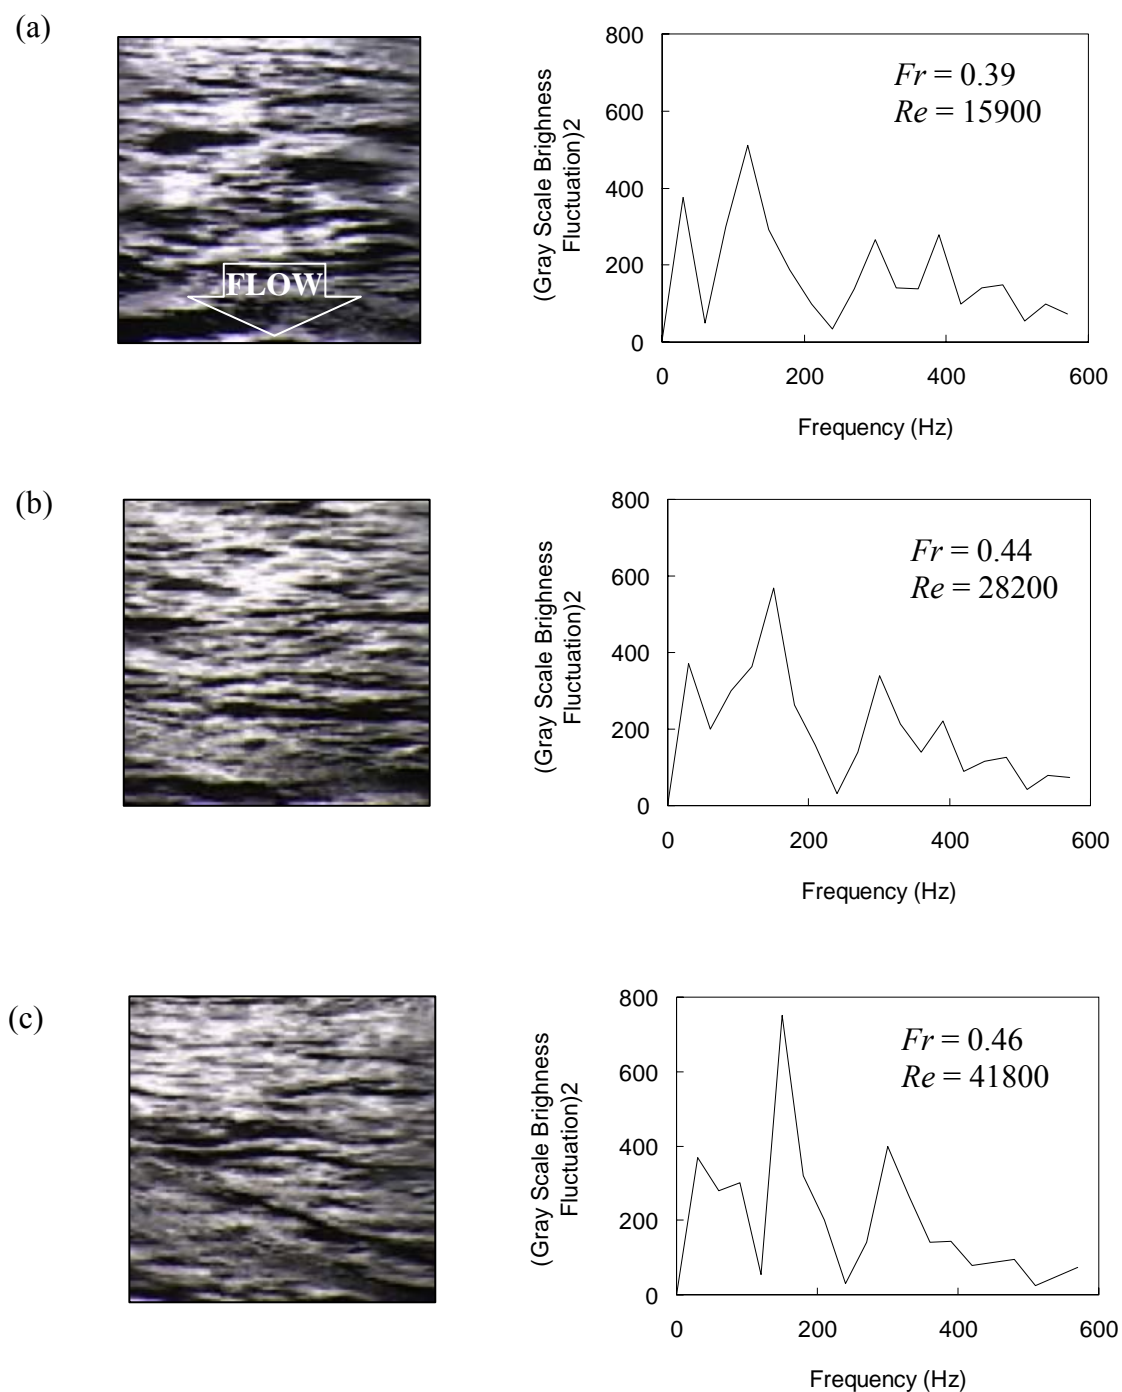 (a)
FLOW
(Gray Scale Brighness
Fluctuation)2
800
600
400
200
0
Fr = 0.39
Re = 15900
0 200 400 600
Frequency (Hz)
(b)
(Gray Scale Brighness
Fluctuation)2
800
600
400
200
0
Fr = 0.44
Re = 28200
0 200 400 600
Frequency (Hz)
(c)
(Gray Scale Brighness
Fluctuation)2
800
600
400
200
0
Fr = 0.46
Re = 41800
0 200 400 600
Frequency (Hz)